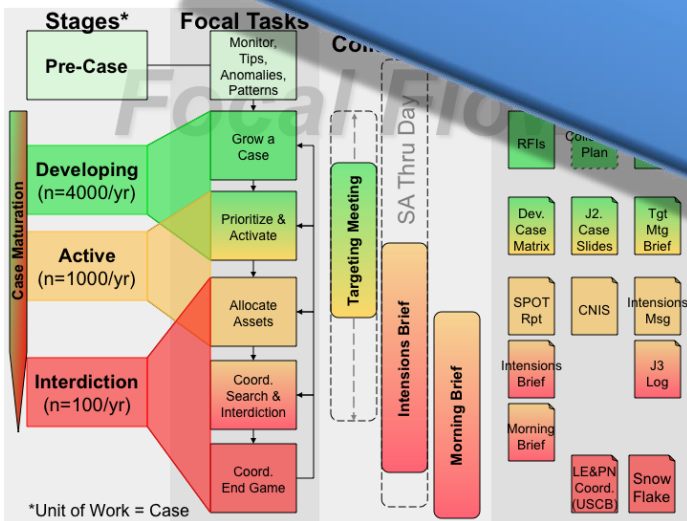 Stages*
Focal Tasks
Pre-Case
Monitor,
Tips,
Anomalies,
Patterns
Focal Flow
Case Maturation
Developing
(n=4000/yr)
Active
(n=1000/yr)
Interdiction
(n=100/yr)
Grow a
Case
Prioritize &
Activate
Allocate
Assets
Coord.
Search &
Interdiction
Coord.
End Game
Targeting Meeting
SA Thru Day
Intensions Brief
Morning Brief
RFIs
Plan
Dev.
Case
Matrix
J2.
Case
Slides
Tgt
Mtg
Brief
SPOT
Rpt
CNIS
Intensions
Msg
Intensions
Brief
J3
Log
Morning
Brief
LE&PN
Coord.
(USCB)
Snow
Flake
*Unit of Work = Case